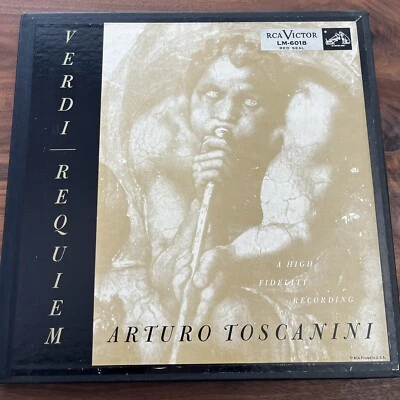 VERDI | REQUIEM
RCA VICTOR
LM-6018
RED SEAL
A HIGH
FIDELITY
RECORDING
ARTURO TOSCANINI